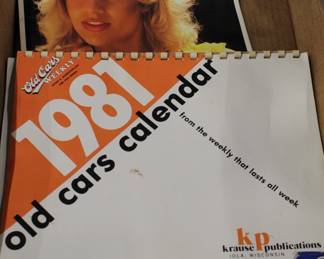 Old Cars
WEEKLY
1981
old cars calendar
from the weekly that lasts all week
kp
krause publications
IOLA, WISCONSIN